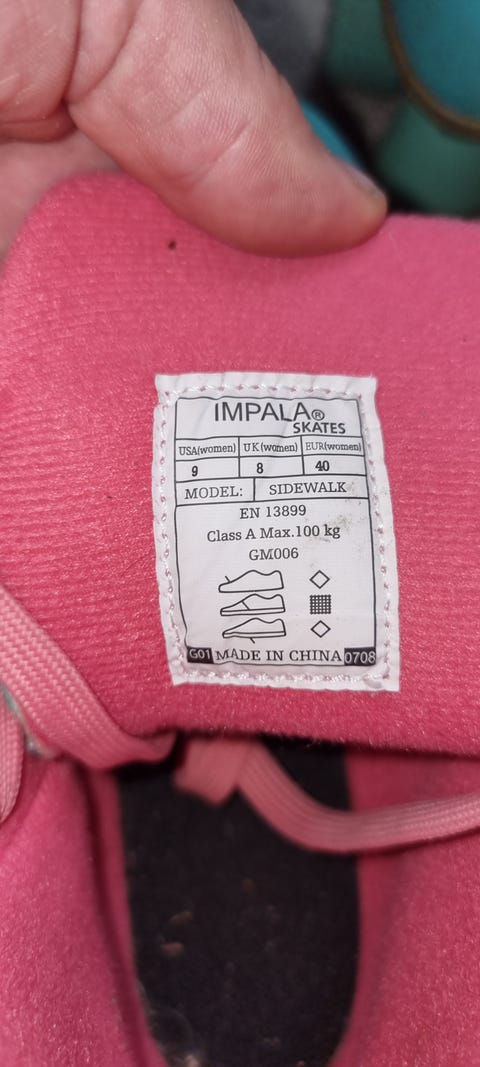 IMPALA®
SKATES
USA(women) UK(women) EUR(women)
9 8 40
MODEL: SIDEWALK
EN 13899
Class A Max.100 kg
GM006
G01 MADE IN CHINA 0708